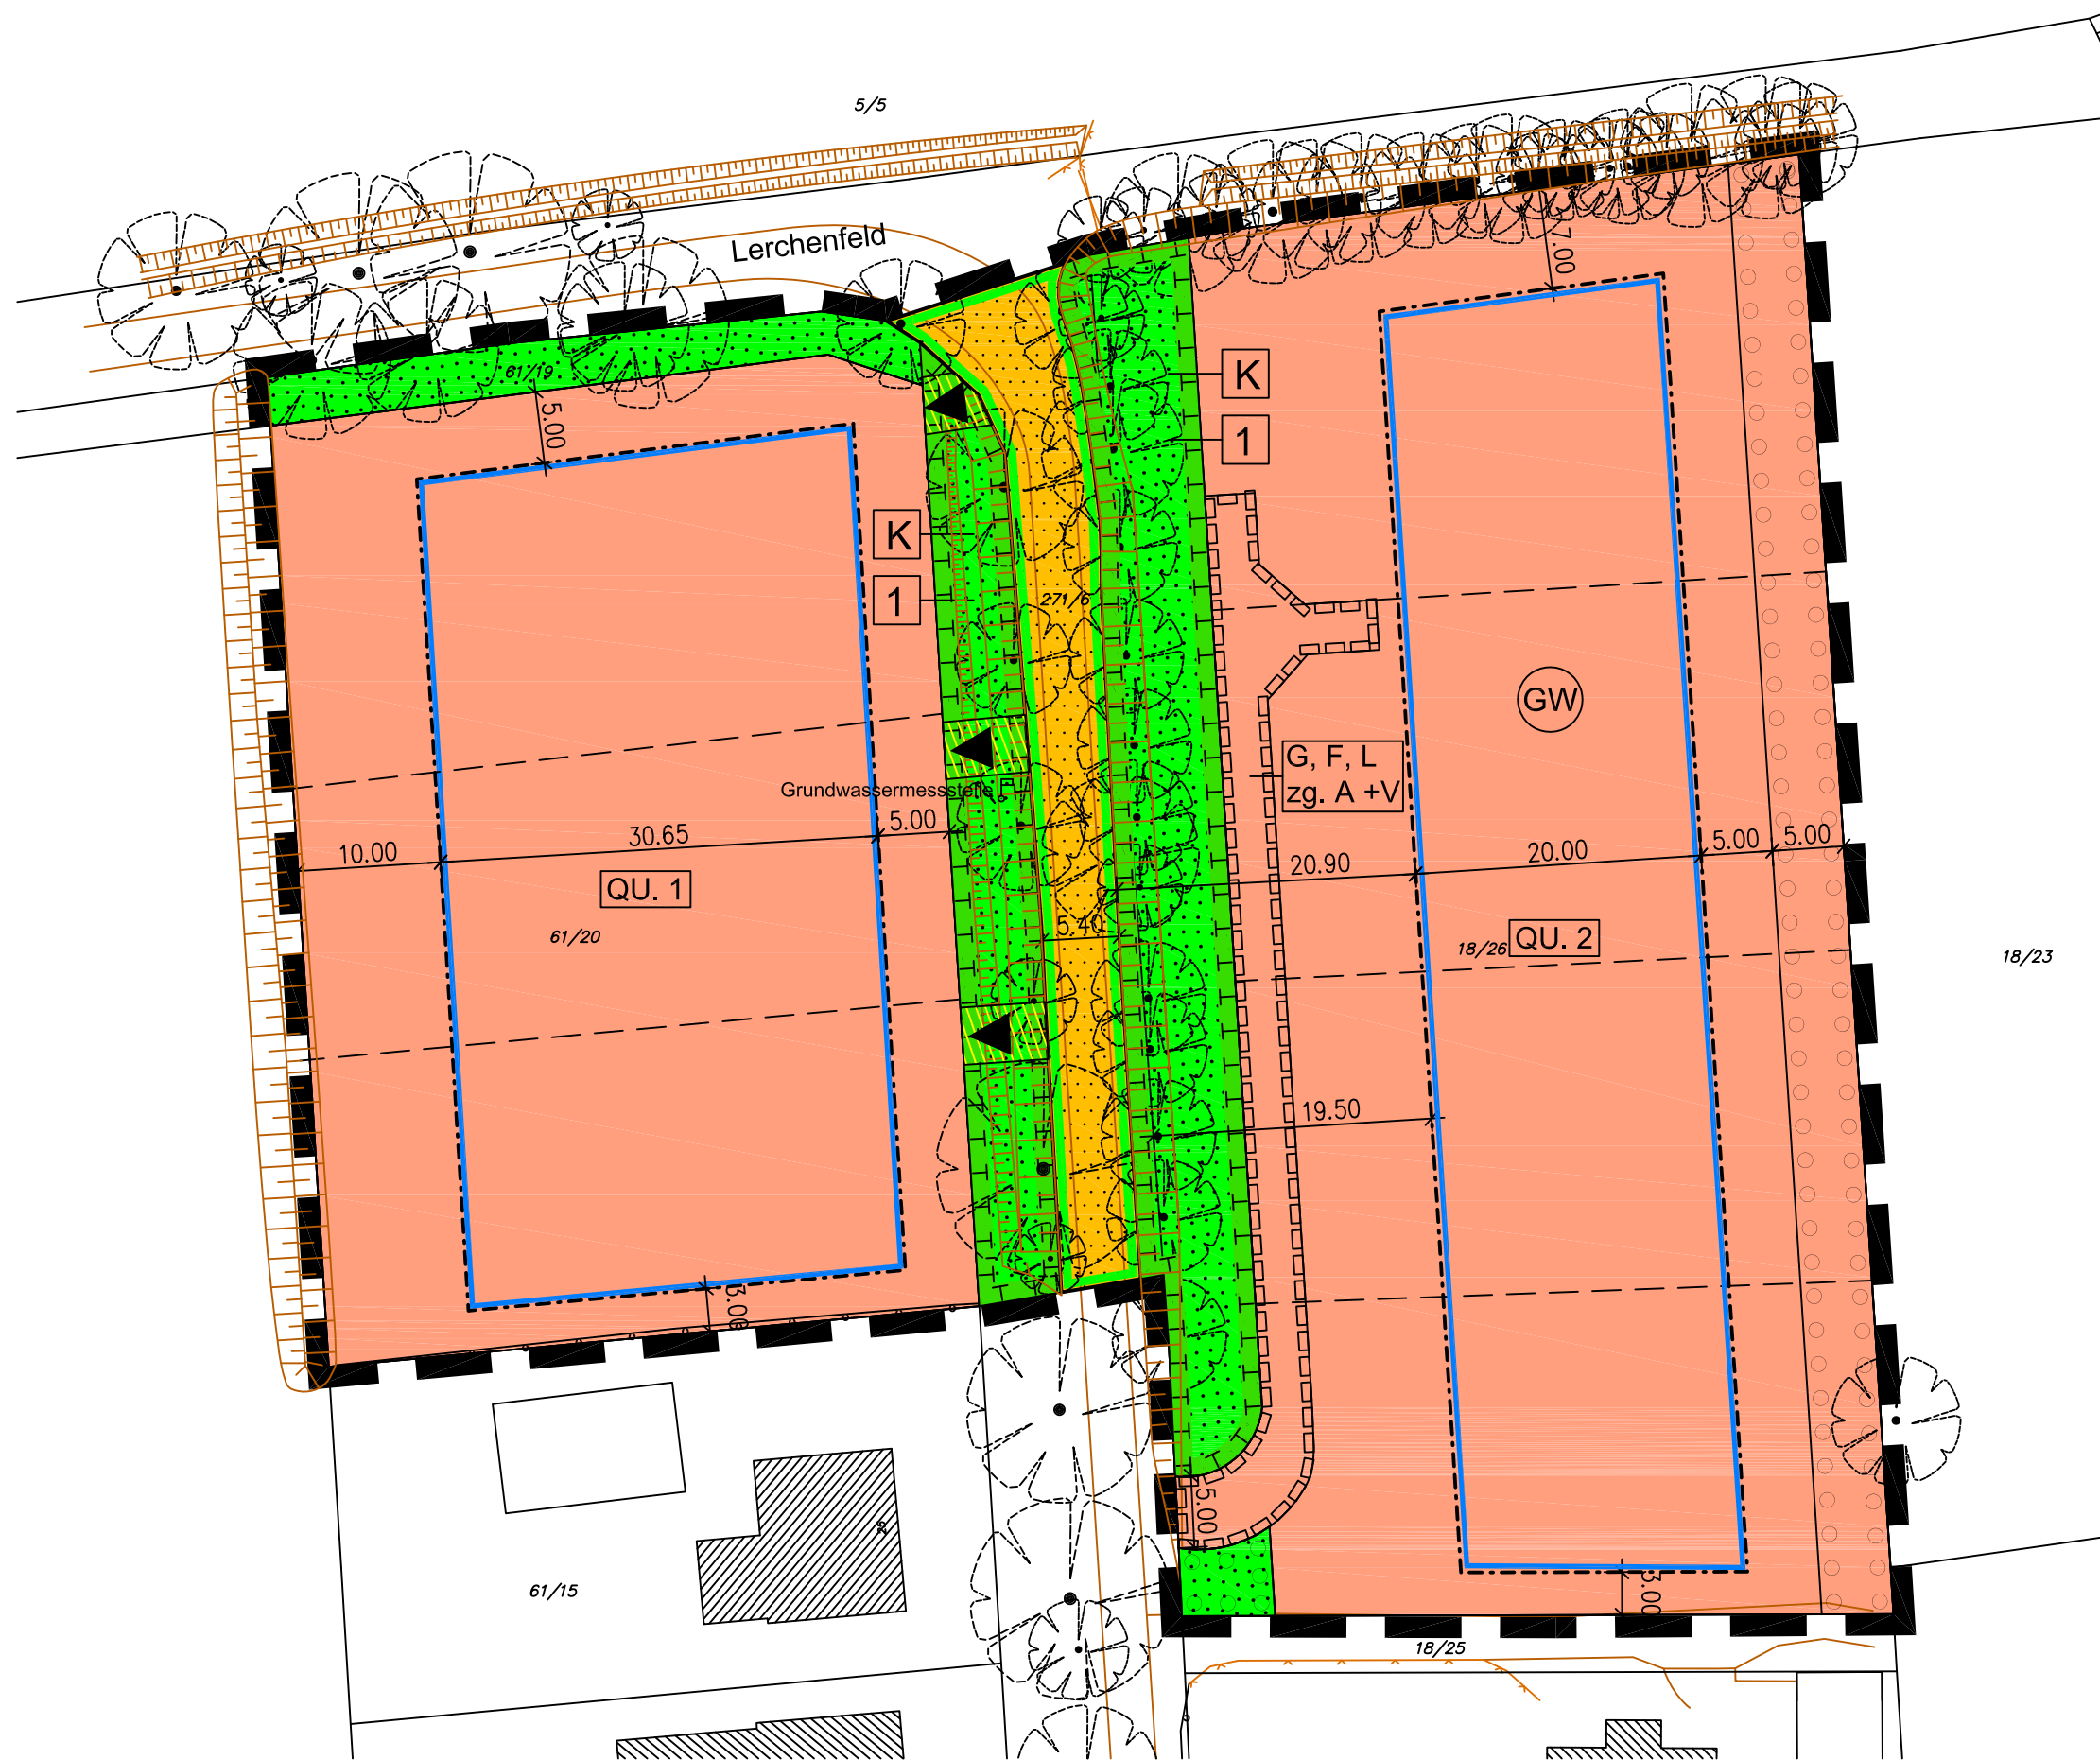 5/5
Lerchenfeld
7.00
61/19
5.00
K
1
K
1
271/6
GW
G, F, L
zg. A +V
Grundwassermessstelle
10.00
30.65
5.00
20.90
20.00
5.00
5.00
QU. 1
61/20
5.40
18/26
QU. 2
18/23
19.50
3.00
5.00
25
61/15
3.00
18/25